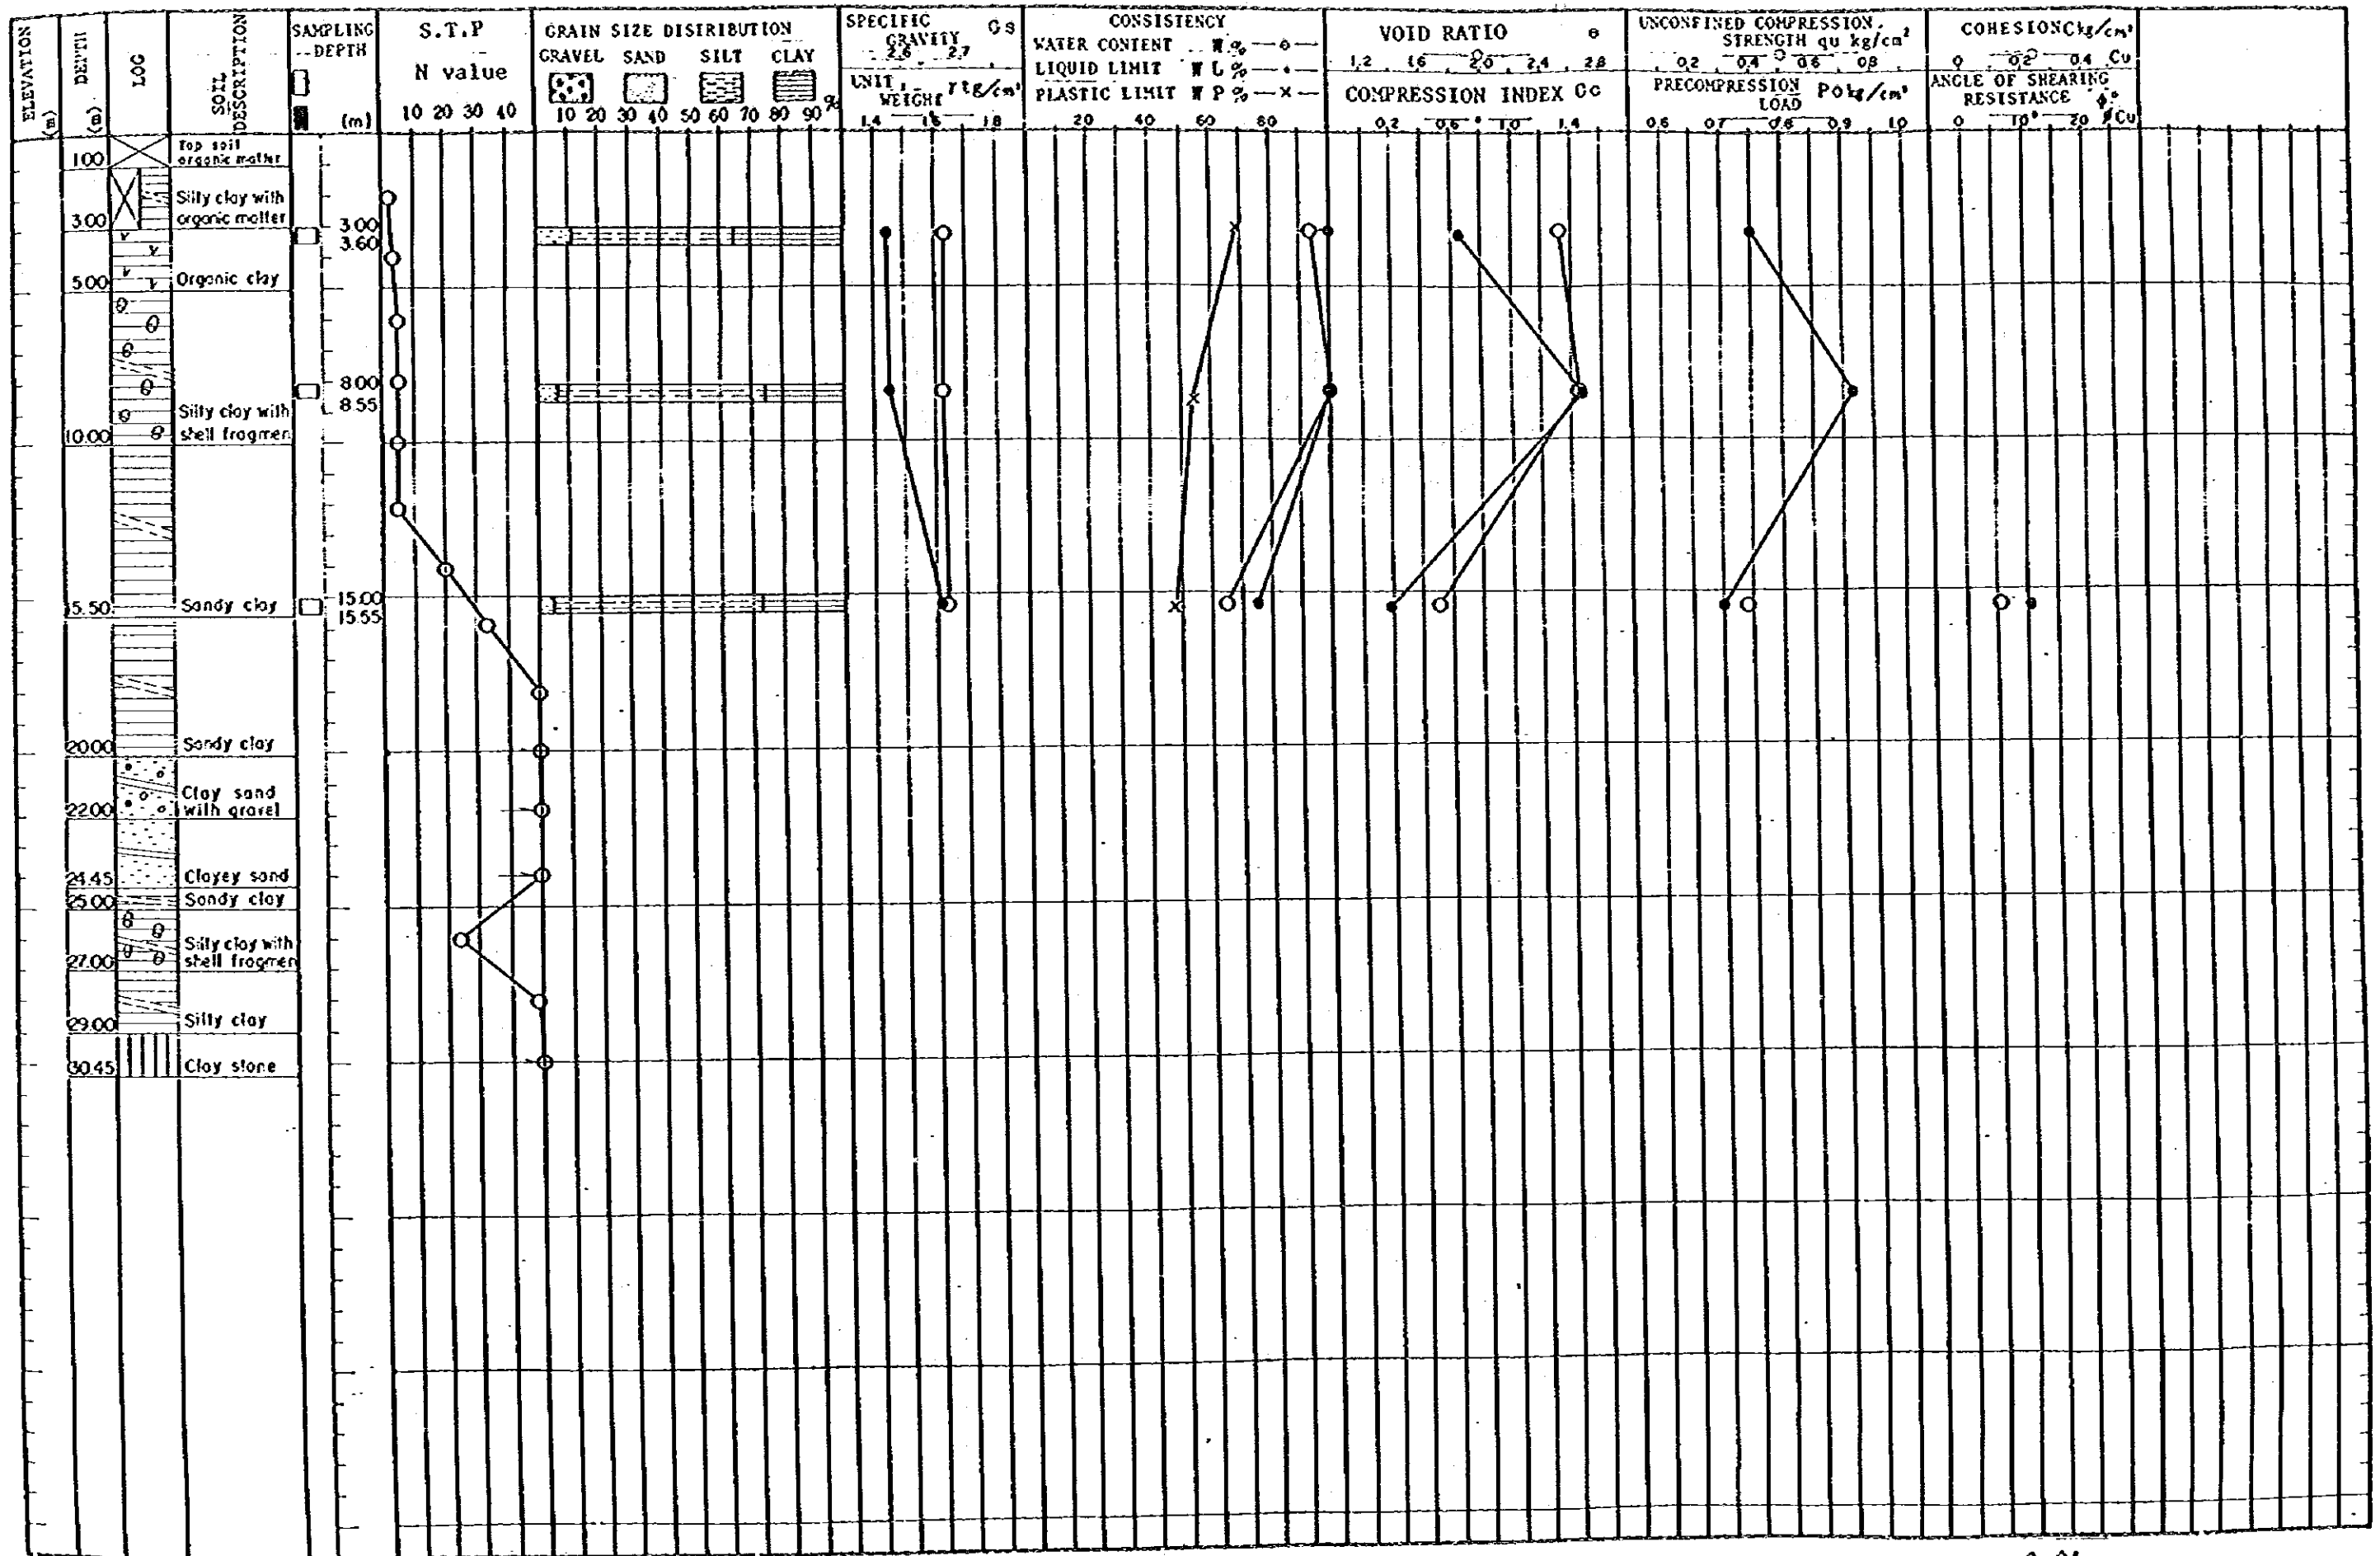 ELEVATION (m)
DEPTH (m)
LOG
SOIL DESCRIPTION
SAMPLING DEPTH
(m)
S.T.P
N value
10 20 30 40
GRAIN SIZE DISTRIBUTION
GRAVEL SAND SILT CLAY
10 20 30 40 50 60 70 80 90 %
SPECIFIC GRAVITY Gs
2.6 2.7
UNIT WEIGHT rt g/cm³
1.4 1.6 1.8
CONSISTENCY
WATER CONTENT W %
LIQUID LIMIT W L %
PLASTIC LIMIT W P % —x—
20 40 60 80
VOID RATIO e
1.2 1.6 2.0 2.4 2.8
COMPRESSION INDEX Cc
0.2 0.6 1.0 1.4
UNCONFINED COMPRESSION.
STRENGTH qu kg/cm²
0.2 0.4 0.6 0.8
PRECOMPRESSION LOAD Po kg/cm²
0.6 0.7 0.8 0.9 1.0
COHESION C kg/cm²
0 0.2 0.4 Cu
ANGLE OF SHEARING
RESISTANCE φ°
0 10° 20 φCu
Top soil
1.00 organic matter
Silty clay with
3.00 organic matter
3.00
3.60
5.00 Organic clay
8.00
8.55
Silty clay with
10.00 shell fragmen
15.00
15.50 Sandy clay
15.55
20.00 Sandy clay
Clay sand
22.00 with gravel
24.45 Clayey sand
25.00 Sandy clay
Silty clay with
27.00 shell fragmen
29.00 Silty clay
30.45 Clay stone